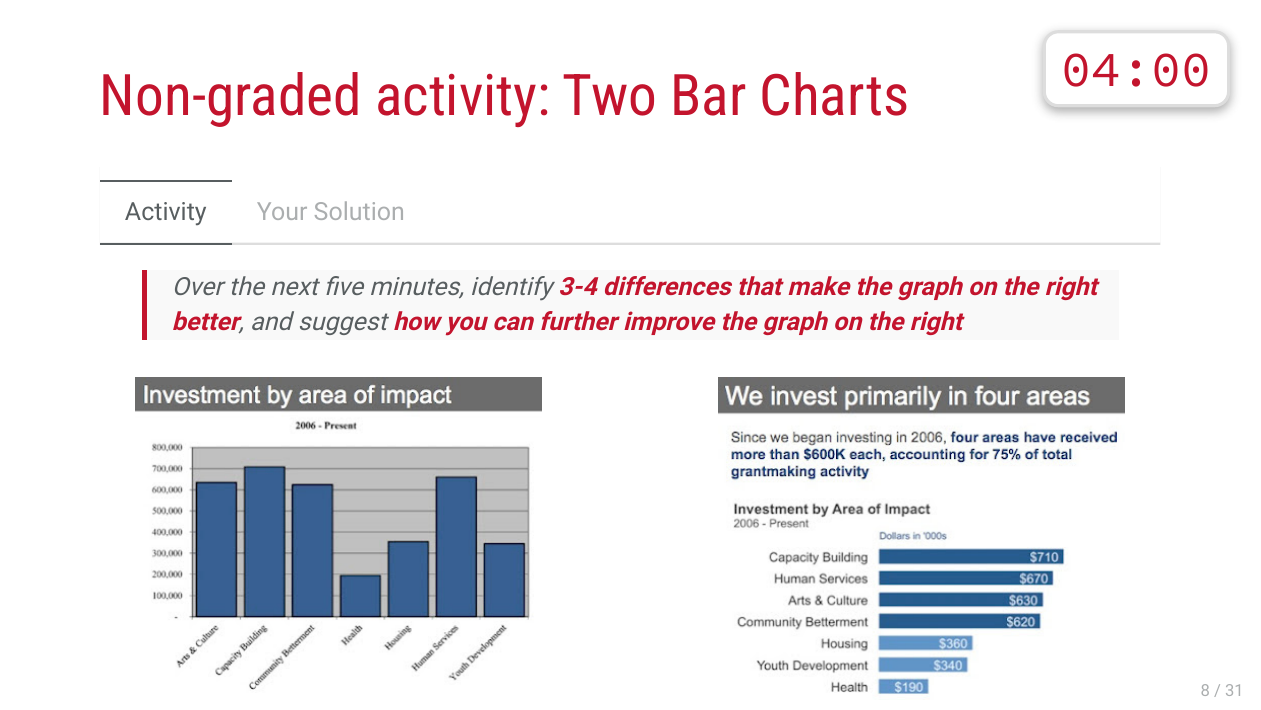 Non-graded activity: Two Bar Charts
04:00
Activity
Your Solution
Over the next five minutes, identify 3-4 differences that make the graph on the right
better, and suggest how you can further improve the graph on the right
Investment by area of impact
2006 - Present
800,000
700,000
600,000
500,000
400,000
300,000
200,000
100,000
-
Arts & Culture
Capacity Building
Community Betterment
Health
Housing
Human Services
Youth Development
We invest primarily in four areas
Since we began investing in 2006, four areas have received
more than $600K each, accounting for 75% of total
grantmaking activity
Investment by Area of Impact
2006 - Present
Dollars in '000s
Capacity Building $710
Human Services $670
Arts & Culture $630
Community Betterment $620
Housing $360
Youth Development $340
Health $190
8 / 31